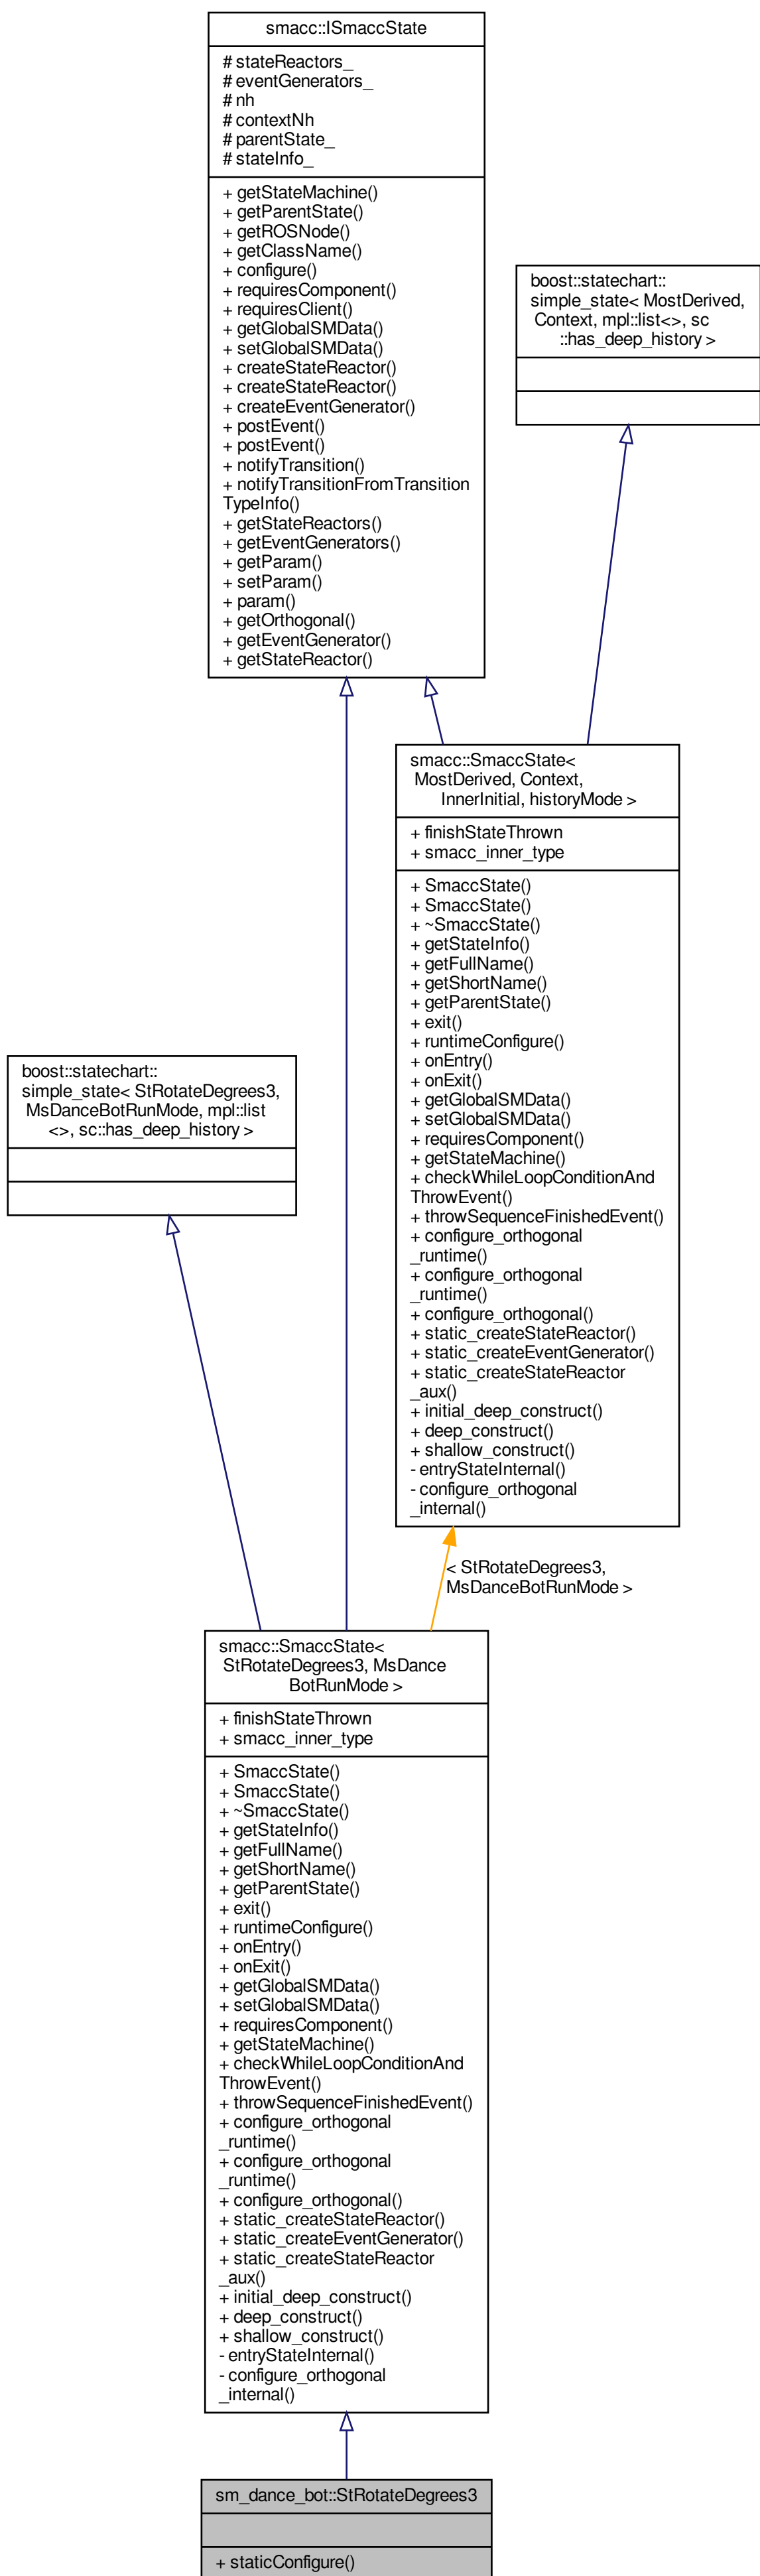 smacc::ISmaccState
# stateReactors_
# eventGenerators_
# nh
# contextNh
# parentState_
# stateInfo_
+ getStateMachine()
+ getParentState()
+ getROSNode()
+ getClassName()
+ configure()
+ requiresComponent()
+ requiresClient()
+ getGlobalSMData()
+ setGlobalSMData()
+ createStateReactor()
+ createStateReactor()
+ createEventGenerator()
+ postEvent()
+ postEvent()
+ notifyTransition()
+ notifyTransitionFromTransition
TypeInfo()
+ getStateReactors()
+ getEventGenerators()
+ getParam()
+ setParam()
+ param()
+ getOrthogonal()
+ getEventGenerator()
+ getStateReactor()
boost::statechart::
simple_state< MostDerived,
Context, mpl::list<>, sc
::has_deep_history >
smacc::SmaccState<
MostDerived, Context,
InnerInitial, historyMode >
+ finishStateThrown
+ smacc_inner_type
+ SmaccState()
+ SmaccState()
+ ~SmaccState()
+ getStateInfo()
+ getFullName()
+ getShortName()
+ getParentState()
+ exit()
+ runtimeConfigure()
+ onEntry()
+ onExit()
+ getGlobalSMData()
+ setGlobalSMData()
+ requiresComponent()
+ getStateMachine()
+ checkWhileLoopConditionAnd
ThrowEvent()
+ throwSequenceFinishedEvent()
+ configure_orthogonal
_runtime()
+ configure_orthogonal
_runtime()
+ configure_orthogonal()
+ static_createStateReactor()
+ static_createEventGenerator()
+ static_createStateReactor
_aux()
+ initial_deep_construct()
+ deep_construct()
+ shallow_construct()
- entryStateInternal()
- configure_orthogonal
_internal()
boost::statechart::
simple_state< StRotateDegrees3,
MsDanceBotRunMode, mpl::list
<>, sc::has_deep_history >
< StRotateDegrees3,
MsDanceBotRunMode >
smacc::SmaccState<
StRotateDegrees3, MsDance
BotRunMode >
+ finishStateThrown
+ smacc_inner_type
+ SmaccState()
+ SmaccState()
+ ~SmaccState()
+ getStateInfo()
+ getFullName()
+ getShortName()
+ getParentState()
+ exit()
+ runtimeConfigure()
+ onEntry()
+ onExit()
+ getGlobalSMData()
+ setGlobalSMData()
+ requiresComponent()
+ getStateMachine()
+ checkWhileLoopConditionAnd
ThrowEvent()
+ throwSequenceFinishedEvent()
+ configure_orthogonal
_runtime()
+ configure_orthogonal
_runtime()
+ configure_orthogonal()
+ static_createStateReactor()
+ static_createEventGenerator()
+ static_createStateReactor
_aux()
+ initial_deep_construct()
+ deep_construct()
+ shallow_construct()
- entryStateInternal()
- configure_orthogonal
_internal()
sm_dance_bot::StRotateDegrees3
+ staticConfigure()